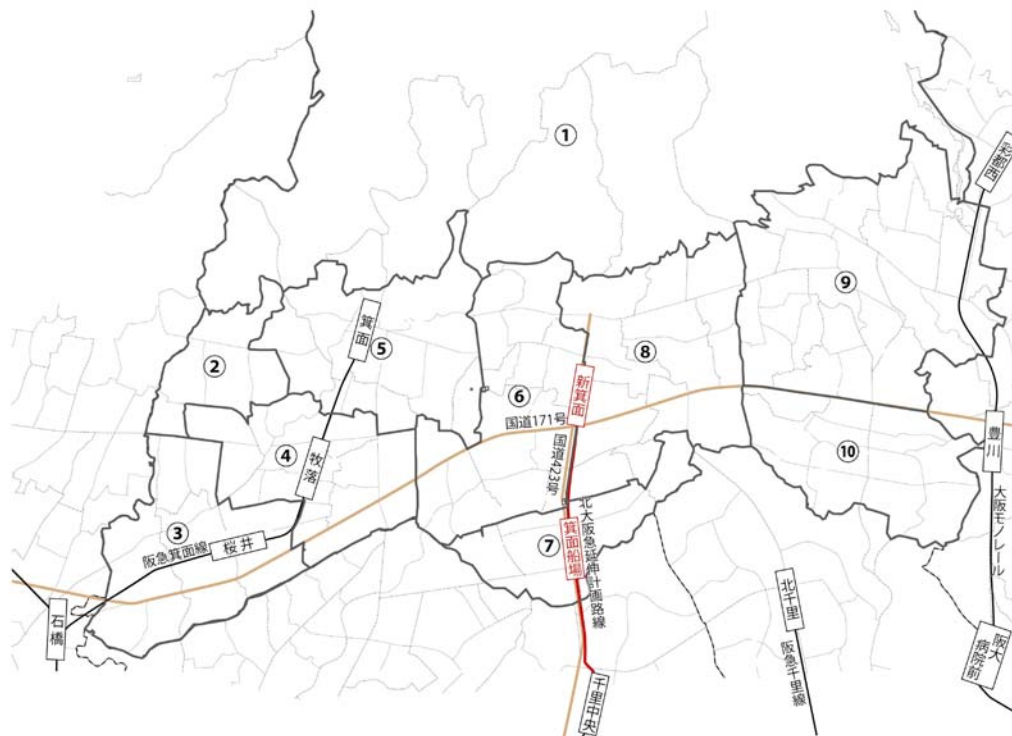 ①
彩都西
⑨
箕面
⑤
②
⑧
新箕面
⑥
国道171号
国道423号
④
牧落
⑩
豊川
③
阪急箕面線
桜井
⑦
箕面船場
北大阪急延伸計画路線
大阪モノレール
石橋
北千里
阪急千里線
阪大
病院前
千里中央